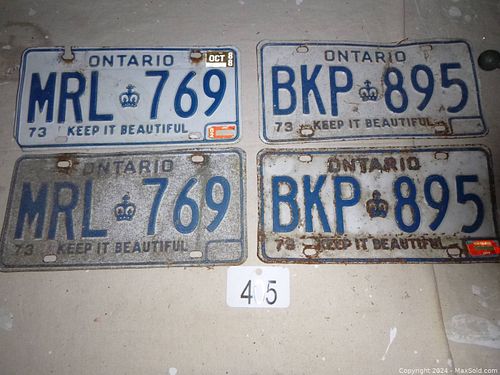 ONTARIO OCT
MRL 769
73 KEEP IT BEAUTIFUL
ONTARIO
BKP 895
73 KEEP IT BEAUTIFUL
ONTARIO
MRL 769
73 KEEP IT BEAUTIFUL
ONTARIO
BKP 895
73 KEEP IT BEAUTIFUL
405
Copyright 2024 - MaxSold.com